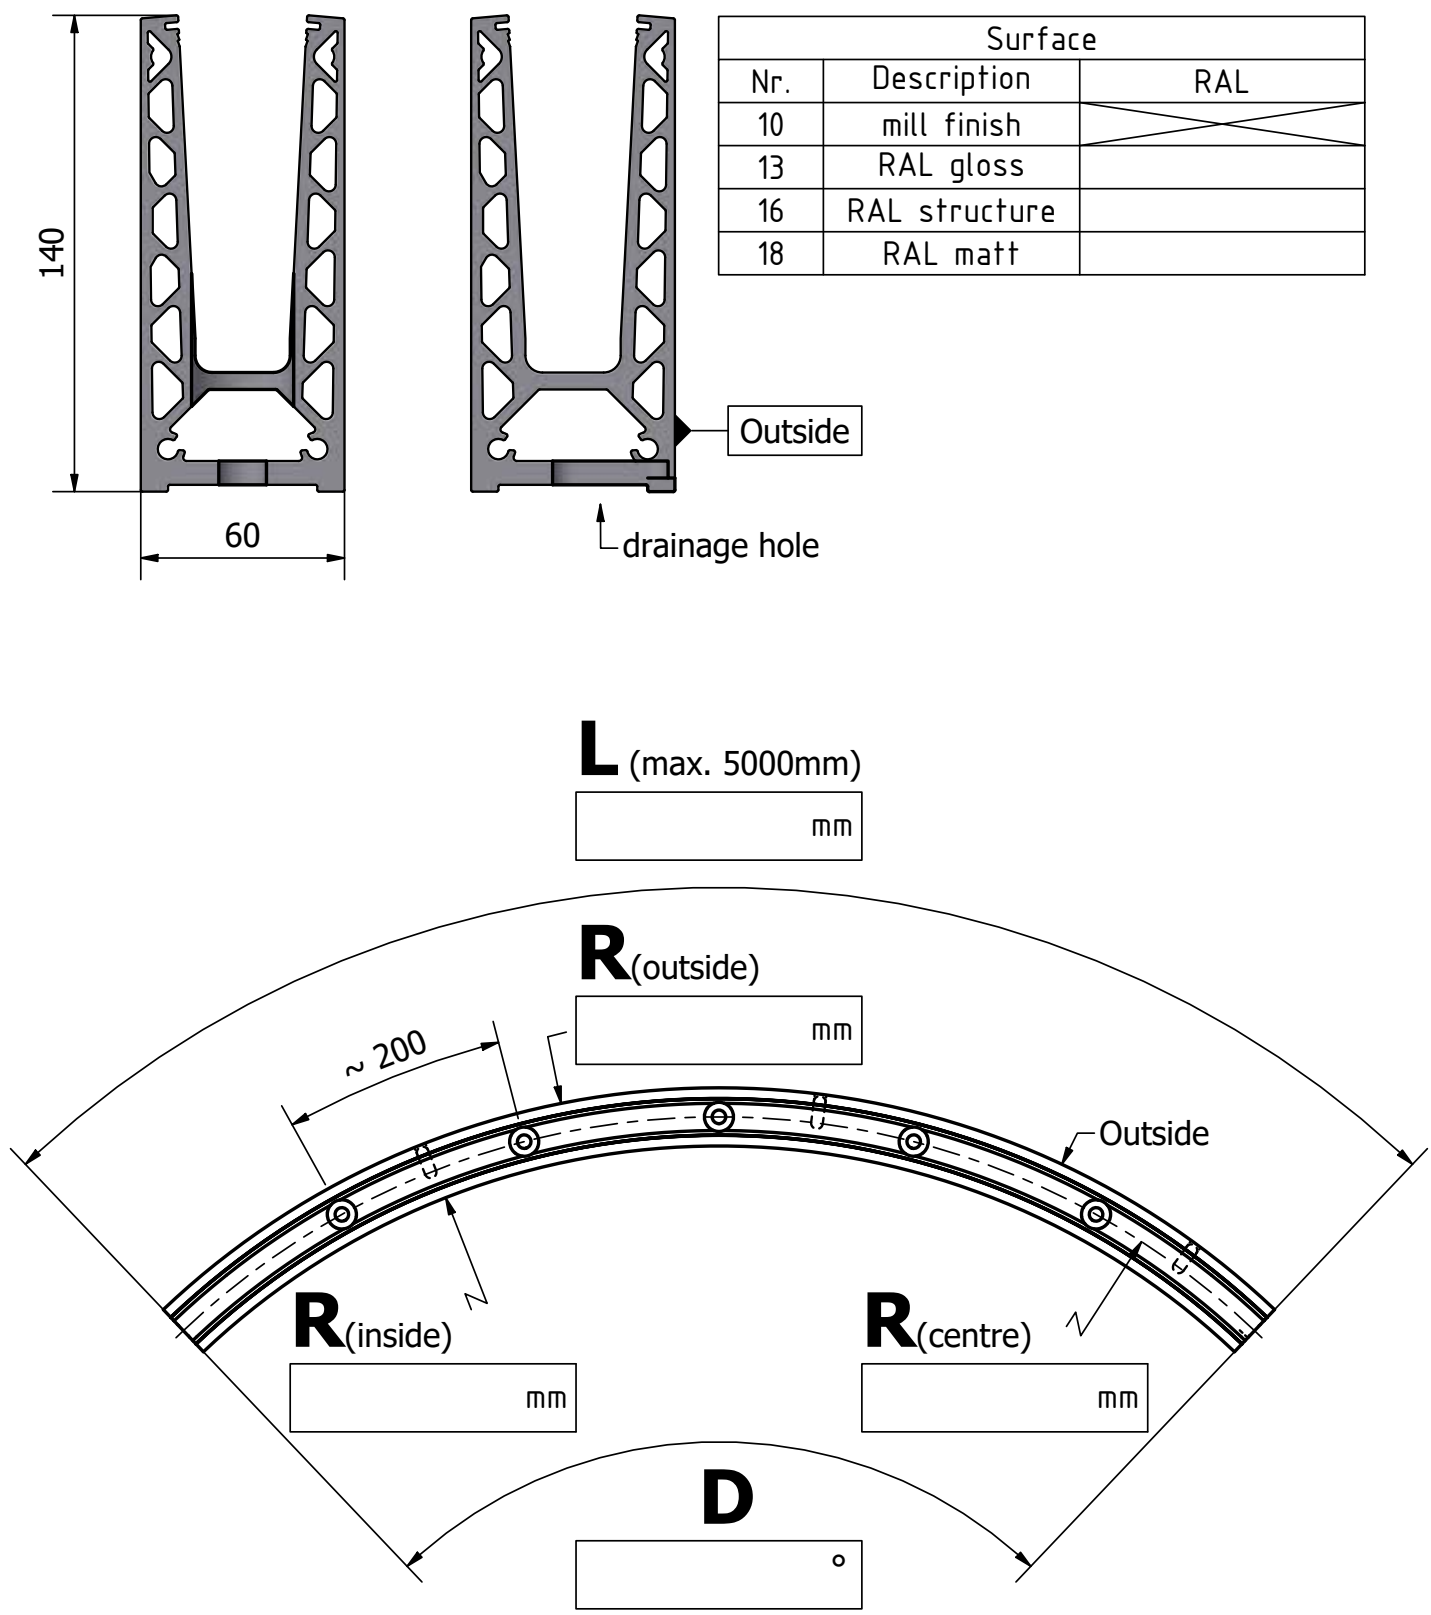 140
60
Outside
drainage hole
Surface
Nr. Description RAL
10 mill finish
13 RAL gloss
16 RAL structure
18 RAL matt
L (max. 5000mm)
mm
R(outside)
mm
~ 200
Outside
R(inside)
mm
R(centre)
mm
D
°